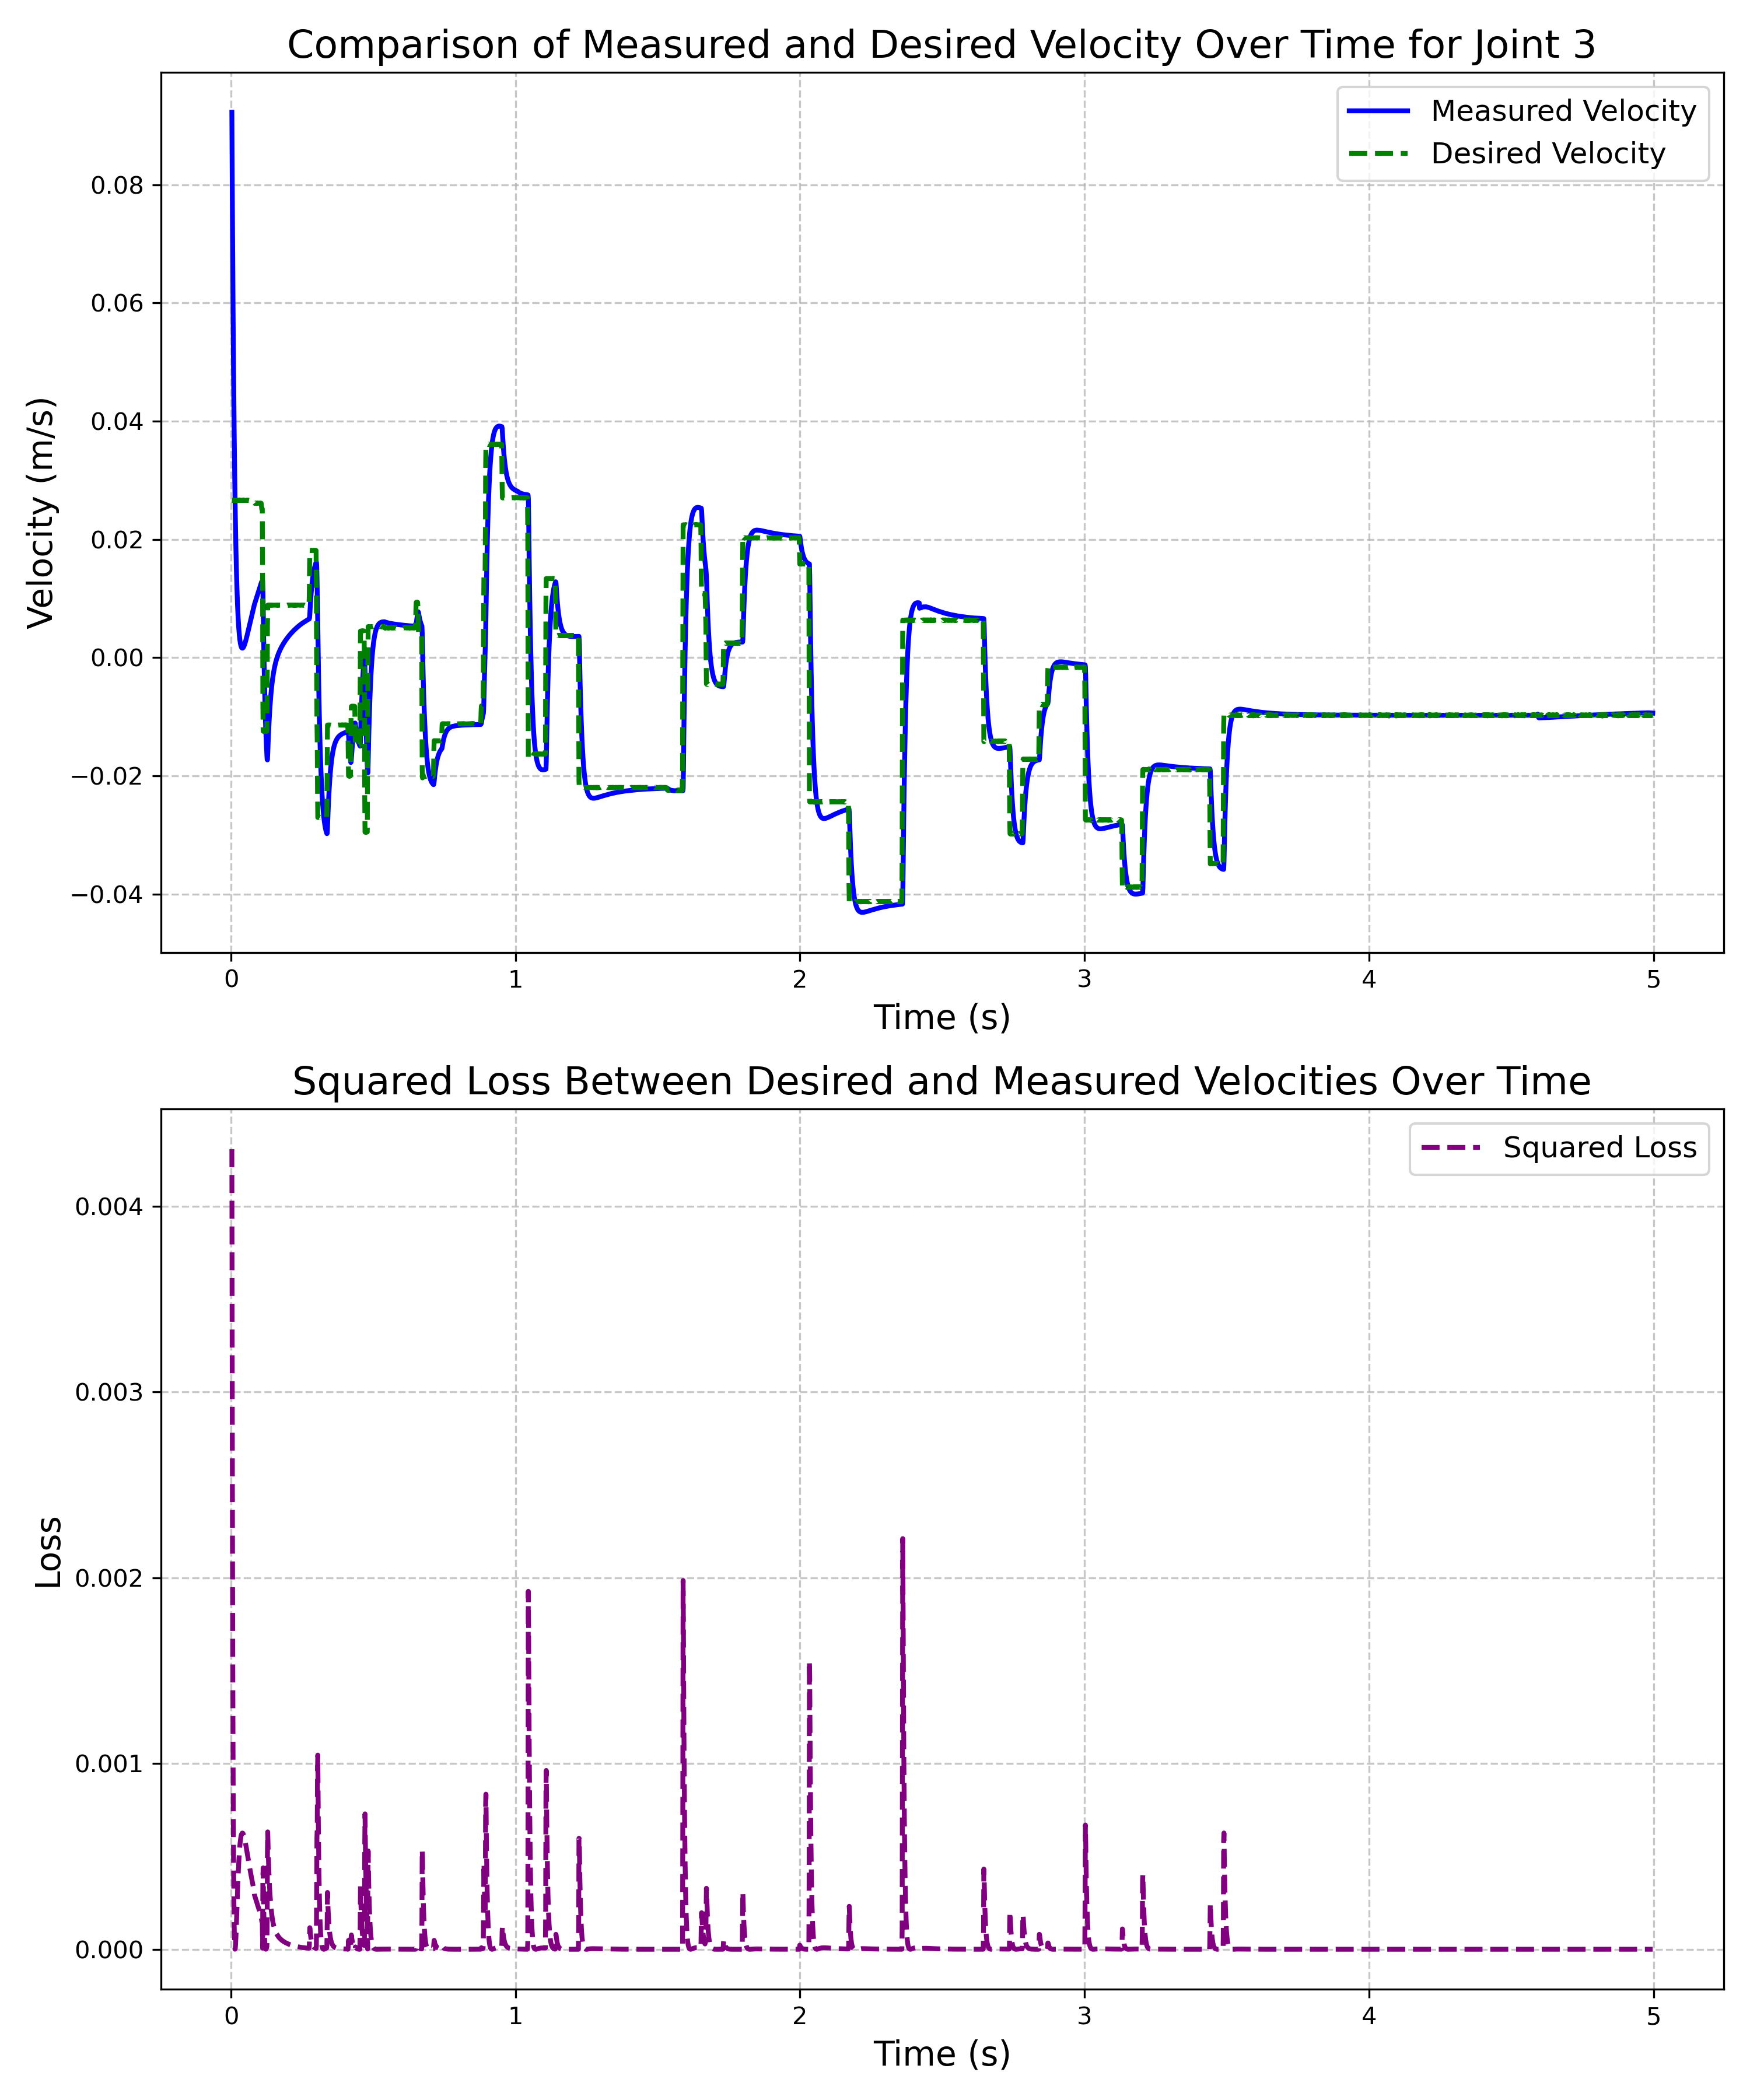 Comparison of Measured and Desired Velocity Over Time for Joint 3
Measured Velocity
Desired Velocity
Velocity (m/s)
0.08
0.06
0.04
0.02
0.00
−0.02
−0.04
0 1 2 3 4 5
Time (s)
Squared Loss Between Desired and Measured Velocities Over Time
Squared Loss
Loss
0.004
0.003
0.002
0.001
0.000
0 1 2 3 4 5
Time (s)